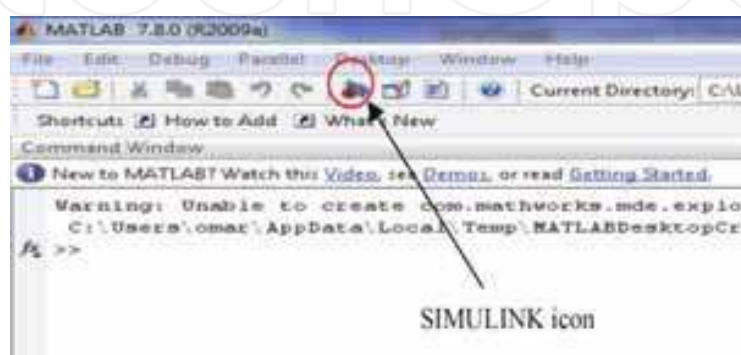 MATLAB 7.8.0 (R2009a)
File Edit Debug Parallel Desktop Window Help
Current Directory: C:\U
Shortcuts How to Add What's New
Command Window
New to MATLAB? Watch this Video, see Demos, or read Getting Started.
Warning: Unable to create com.mathworks.mde.explo
C:\Users\omar\AppData\Local\Temp\MATLABDesktopCr
fx >>
SIMULINK icon